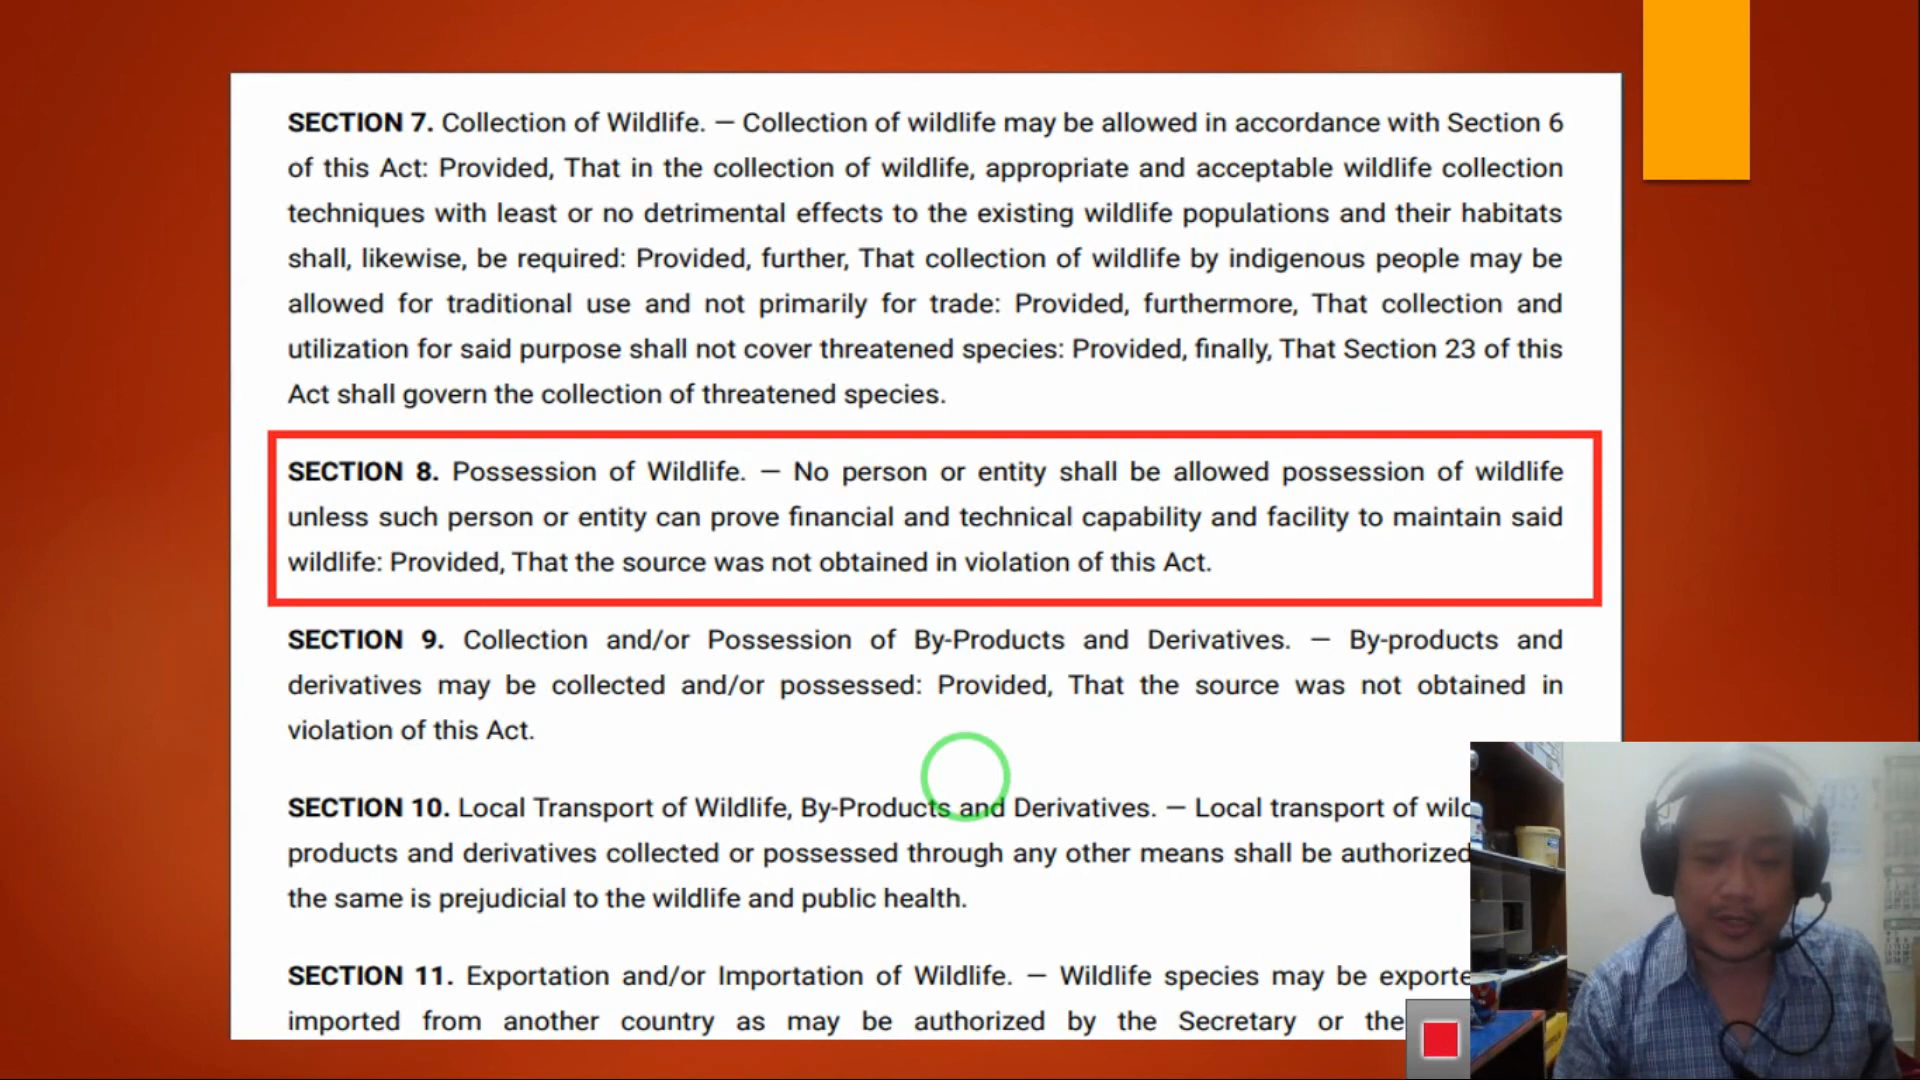 SECTION 7. Collection of Wildlife. — Collection of wildlife may be allowed in accordance with Section 6
of this Act: Provided, That in the collection of wildlife, appropriate and acceptable wildlife collection
techniques with least or no detrimental effects to the existing wildlife populations and their habitats
shall, likewise, be required: Provided, further, That collection of wildlife by indigenous people may be
allowed for traditional use and not primarily for trade: Provided, furthermore, That collection and
utilization for said purpose shall not cover threatened species: Provided, finally, That Section 23 of this
Act shall govern the collection of threatened species.
SECTION 8. Possession of Wildlife. — No person or entity shall be allowed possession of wildlife
unless such person or entity can prove financial and technical capability and facility to maintain said
wildlife: Provided, That the source was not obtained in violation of this Act.
SECTION 9. Collection and/or Possession of By-Products and Derivatives. — By-products and
derivatives may be collected and/or possessed: Provided, That the source was not obtained in
violation of this Act.
SECTION 10. Local Transport of Wildlife, By-Products and Derivatives. — Local transport of
products and derivatives collected or possessed through any other means shall be authorized
the same is prejudicial to the wildlife and public health.
SECTION 11. Exportation and/or Importation of Wildlife. — Wildlife species may be
imported from another country as may be authorized by the Secretary or the